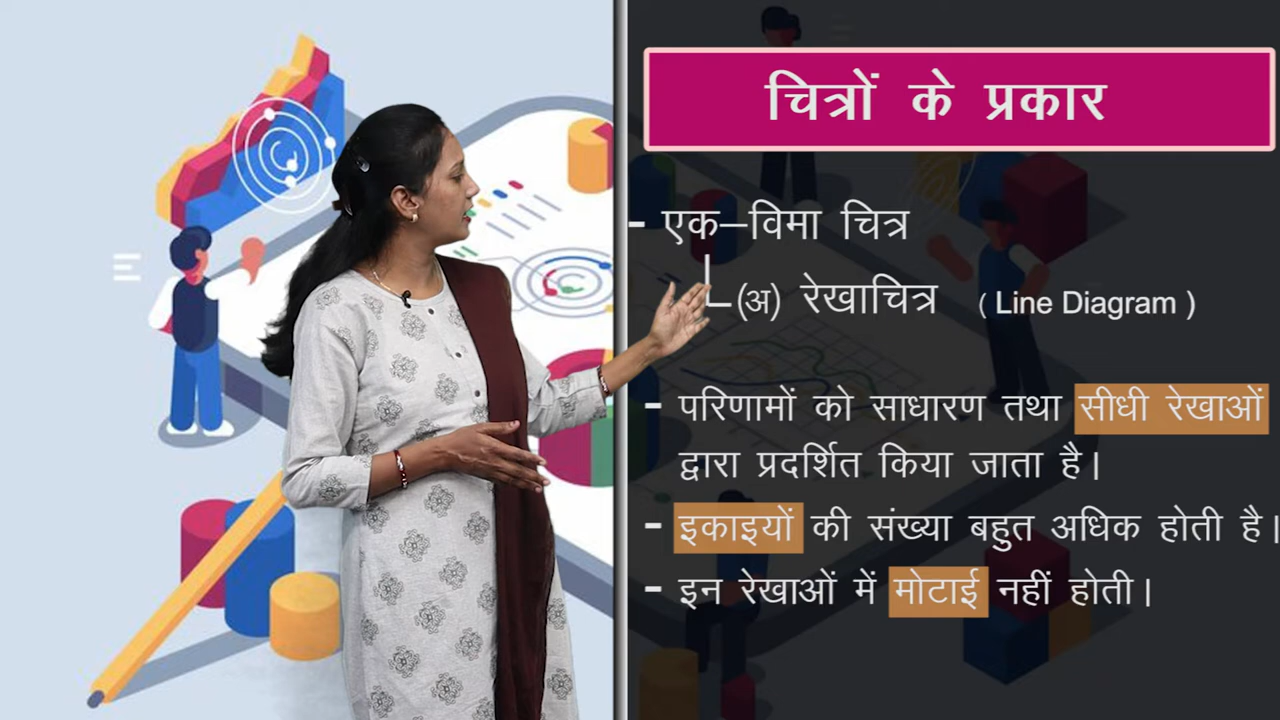 चित्रों के प्रकार
- एक–विमा चित्र
(अ) रेखाचित्र ( Line Diagram )
- परिणामों को साधारण तथा सीधी रेखाओं
द्वारा प्रदर्शित किया जाता है।
- इकाइयों की संख्या बहुत अधिक होती है।
- इन रेखाओं में मोटाई नहीं होती।